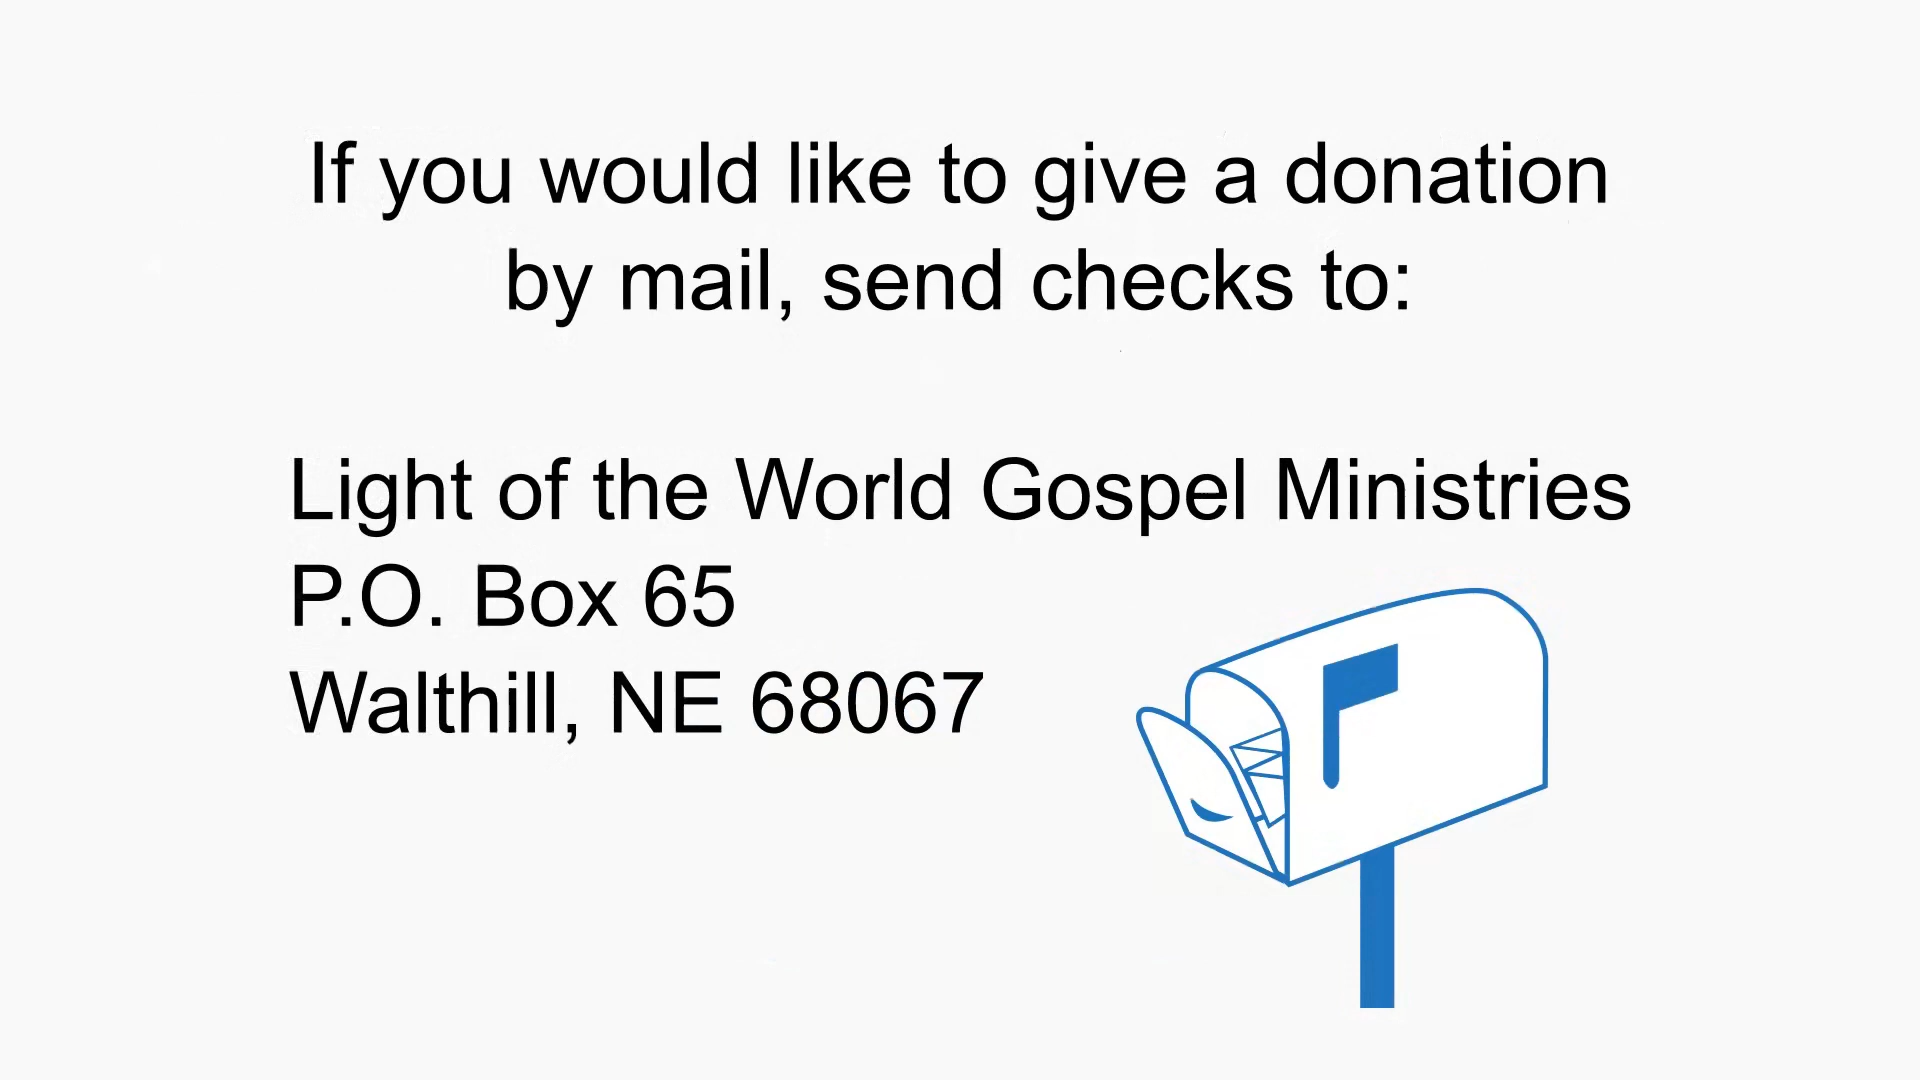 If you would like to give a donation
by mail, send checks to:
Light of the World Gospel Ministries
P.O. Box 65
Walthill, NE 68067